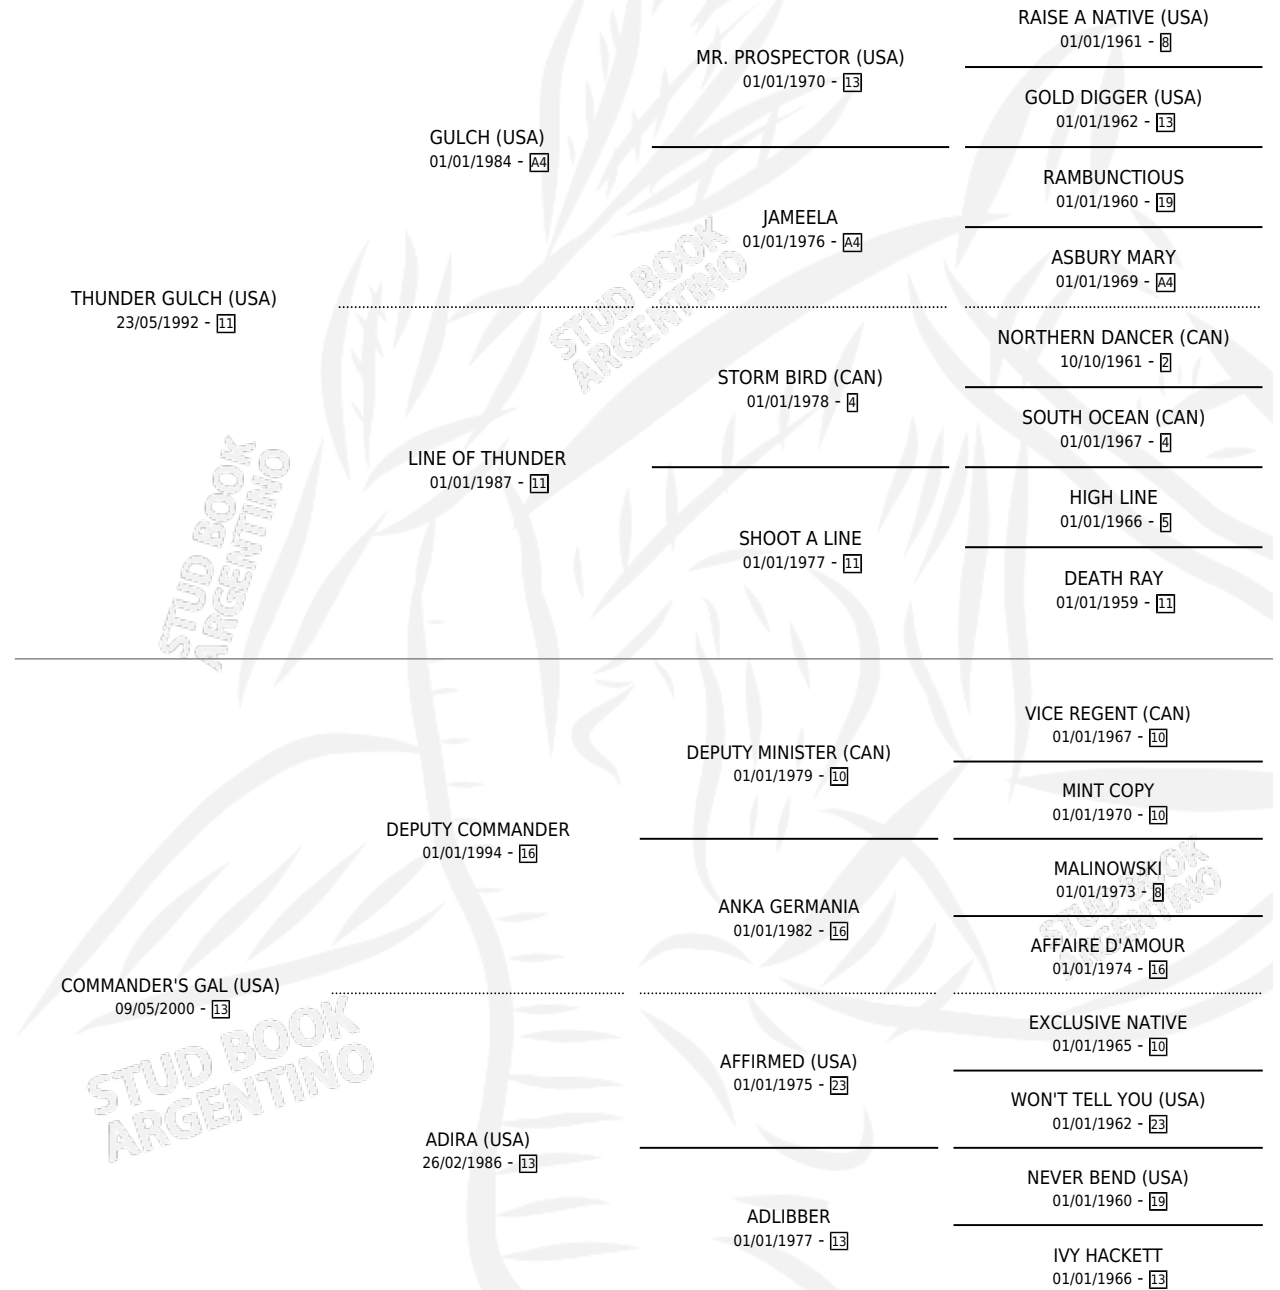 RAISE A NATIVE (USA)
01/01/1961 - 8
MR. PROSPECTOR (USA)
01/01/1970 - 13
GOLD DIGGER (USA)
01/01/1962 - 13
GULCH (USA)
01/01/1984 - A4
RAMBUNCTIOUS
01/01/1960 - 19
JAMEELA
01/01/1976 - A4
ASBURY MARY
01/01/1969 - A4
THUNDER GULCH (USA)
23/05/1992 - 11
STUD BOOK
ARGENTINO
NORTHERN DANCER (CAN)
10/10/1961 - 2
STORM BIRD (CAN)
01/01/1978 - 4
SOUTH OCEAN (CAN)
01/01/1967 - 4
LINE OF THUNDER
01/01/1987 - 11
HIGH LINE
01/01/1966 - 5
SHOOT A LINE
01/01/1977 - 11
DEATH RAY
01/01/1959 - 11
STUD BOOK
ARGENTINO
VICE REGENT (CAN)
01/01/1967 - 10
DEPUTY MINISTER (CAN)
01/01/1979 - 10
MINT COPY
01/01/1970 - 10
DEPUTY COMMANDER
01/01/1994 - 16
MALINOWSKI
01/01/1973 - 8
ANKA GERMANIA
01/01/1982 - 16
STUD BOOK
ARGENTINO
AFFAIRE D'AMOUR
01/01/1974 - 16
COMMANDER'S GAL (USA)
09/05/2000 - 13
STUD BOOK
ARGENTINO
EXCLUSIVE NATIVE
01/01/1965 - 10
AFFIRMED (USA)
01/01/1975 - 23
WON'T TELL YOU (USA)
01/01/1962 - 23
ADIRA (USA)
26/02/1986 - 13
NEVER BEND (USA)
01/01/1960 - 19
ADLIBBER
01/01/1977 - 13
IVY HACKETT
01/01/1966 - 13